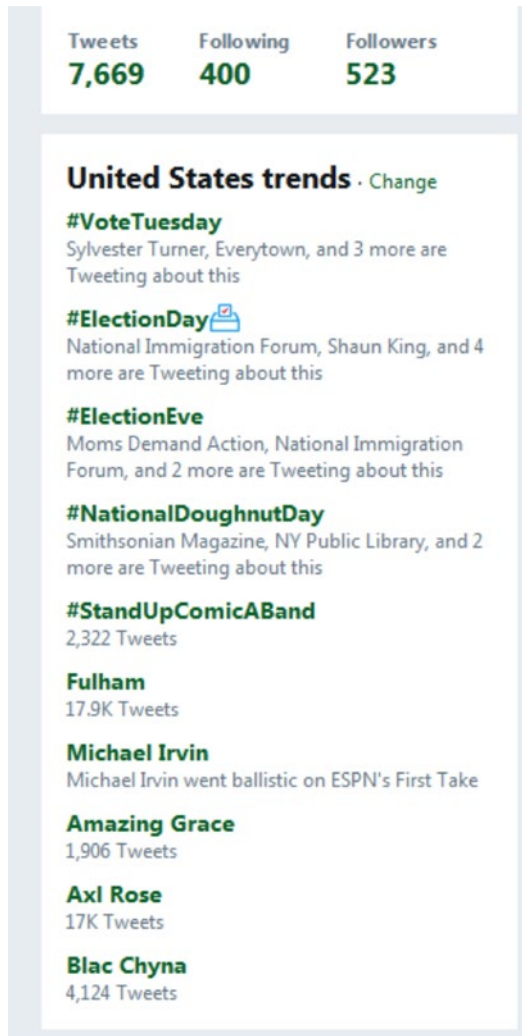 Tweets Following Followers
7,669 400 523
United States trends · Change
#VoteTuesday
Sylvester Turner, Everytown, and 3 more are
Tweeting about this
#ElectionDay
National Immigration Forum, Shaun King, and 4
more are Tweeting about this
#ElectionEve
Moms Demand Action, National Immigration
Forum, and 2 more are Tweeting about this
#NationalDoughnutDay
Smithsonian Magazine, NY Public Library, and 2
more are Tweeting about this
#StandUpComicABand
2,322 Tweets
Fulham
17.9K Tweets
Michael Irvin
Michael Irvin went ballistic on ESPN's First Take
Amazing Grace
1,906 Tweets
Axl Rose
17K Tweets
Blac Chyna
4,124 Tweets